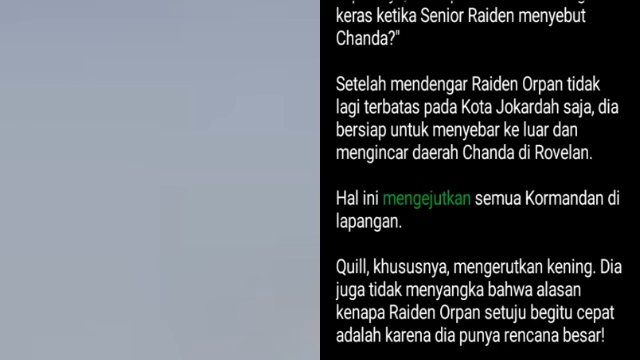 keras ketika Senior Raiden menyebut
Chanda?"
Setelah mendengar Raiden Orpan tidak
lagi terbatas pada Kota Jokardah saja, dia
bersiap untuk menyebar ke luar dan
mengincar daerah Chanda di Rovelan.
Hal ini mengejutkan semua Kormandan di
lapangan.
Quill, khususnya, mengerutkan kening. Dia
juga tidak menyangka bahwa alasan
kenapa Raiden Orpan setuju begitu cepat
adalah karena dia punya rencana besar!